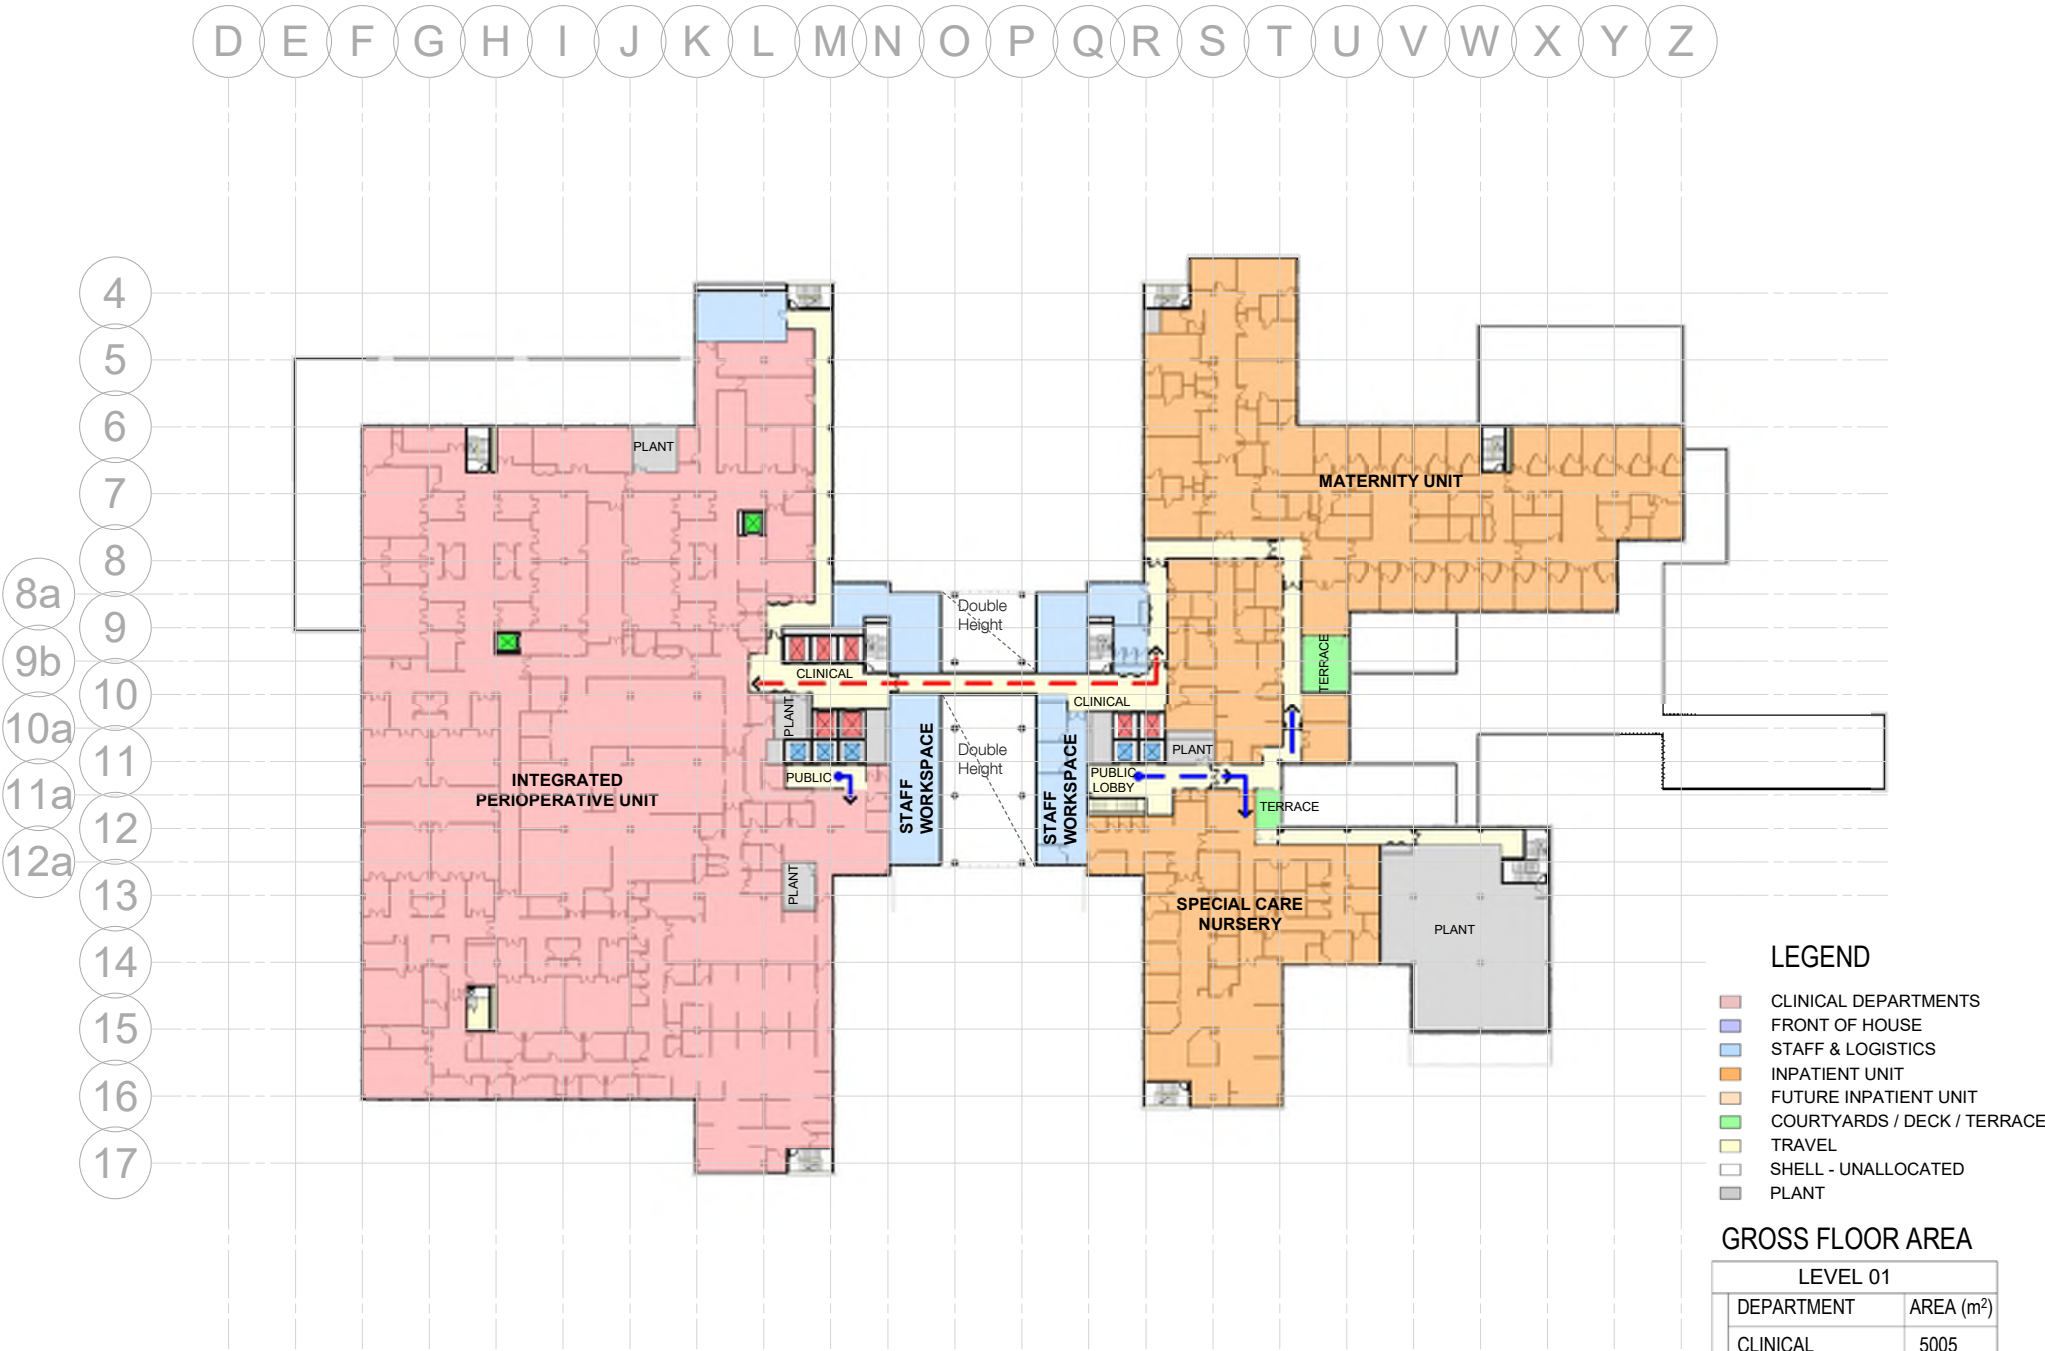 D E F G H I J K L M N O P Q R S T U V W X Y Z
4
5
6
7
8
8a
9
9b
10
10a
11
11a
12
12a
13
14
15
16
17
PLANT
MATERNITY UNIT
Double
Height
TERRACE
CLINICAL
CLINICAL
PLANT
STAFF
WORKSPACE
Double
Height
STAFF
WORKSPACE
PLANT
INTEGRATED
PERIOPERATIVE UNIT
PUBLIC
PUBLIC
LOBBY
TERRACE
PLANT
SPECIAL CARE
NURSERY
PLANT
LEGEND
CLINICAL DEPARTMENTS
FRONT OF HOUSE
STAFF & LOGISTICS
INPATIENT UNIT
FUTURE INPATIENT UNIT
COURTYARDS / DECK / TERRACE
TRAVEL
SHELL - UNALLOCATED
PLANT
GROSS FLOOR AREA
LEVEL 01
DEPARTMENT AREA (m²)
CLINICAL 5005